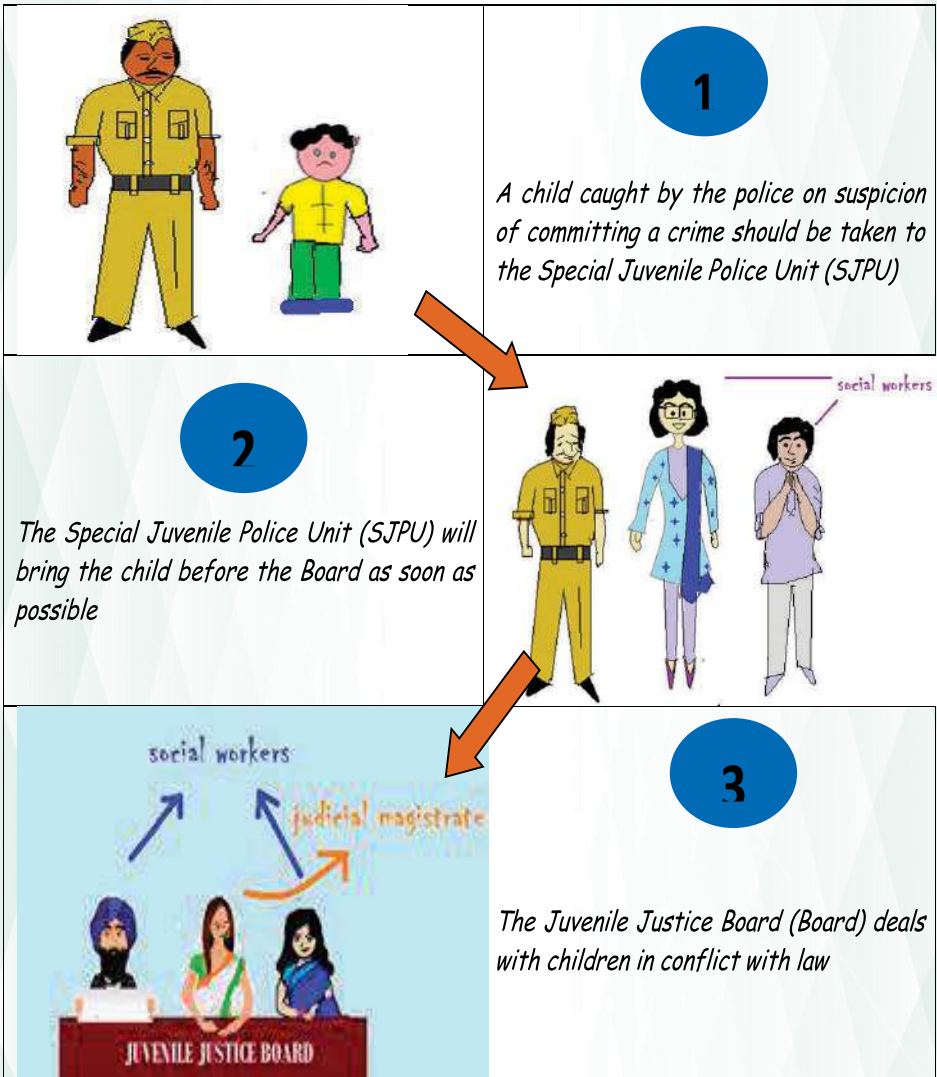 1
A child caught by the police on suspicion
of committing a crime should be taken to
the Special Juvenile Police Unit (SJPU)
social workers
2
The Special Juvenile Police Unit (SJPU) will
bring the child before the Board as soon as
possible
social workers
judicial magistrate
JUVENILE JUSTICE BOARD
3
The Juvenile Justice Board (Board) deals
with children in conflict with law